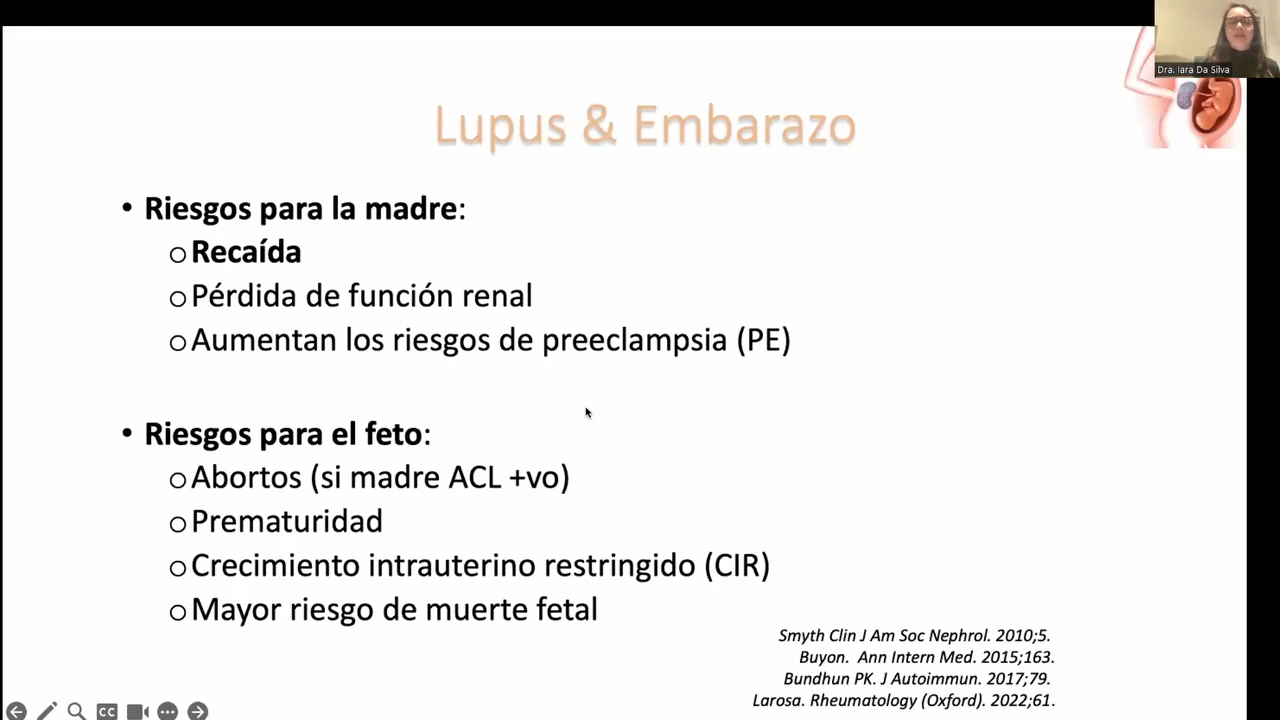 Dra. Iara Da Silva
Lupus & Embarazo
• Riesgos para la madre:
o Recaída
o Pérdida de función renal
o Aumentan los riesgos de preeclampsia (PE)
• Riesgos para el feto:
o Abortos (si madre ACL +vo)
o Prematuridad
o Crecimiento intrauterino restringido (CIR)
o Mayor riesgo de muerte fetal
Smyth Clin J Am Soc Nephrol. 2010;5.
Buyon. Ann Intern Med. 2015;163.
Bundhun PK. J Autoimmun. 2017;79.
Larosa. Rheumatology (Oxford). 2022;61.
CC